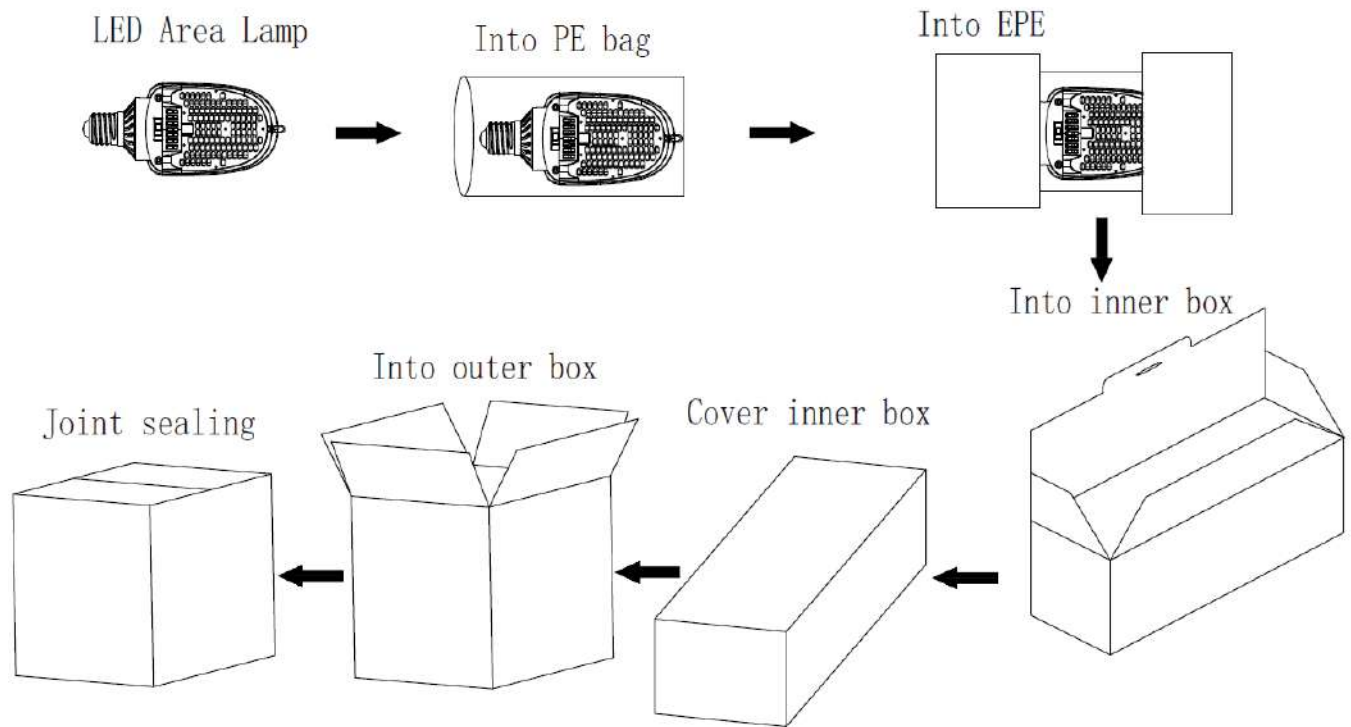 LED Area Lamp
Into PE bag
Into EPE
Into inner box
Cover inner box
Into outer box
Joint sealing